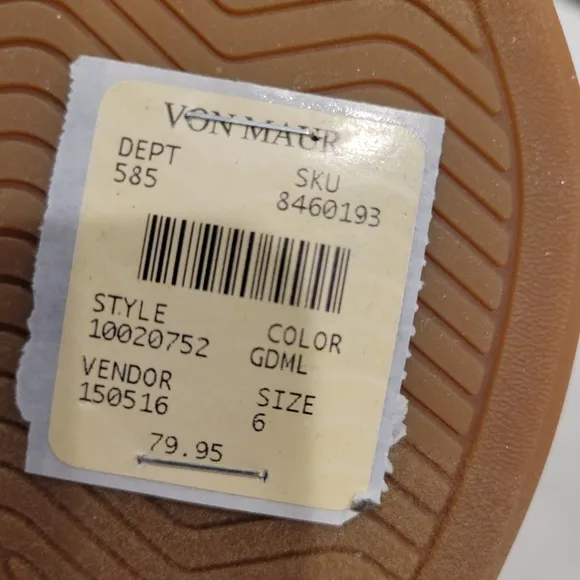 VON MAUR
DEPT
585
SKU
8460193
STYLE
10020752
COLOR
GDML
VENDOR
150516
SIZE
6
79.95